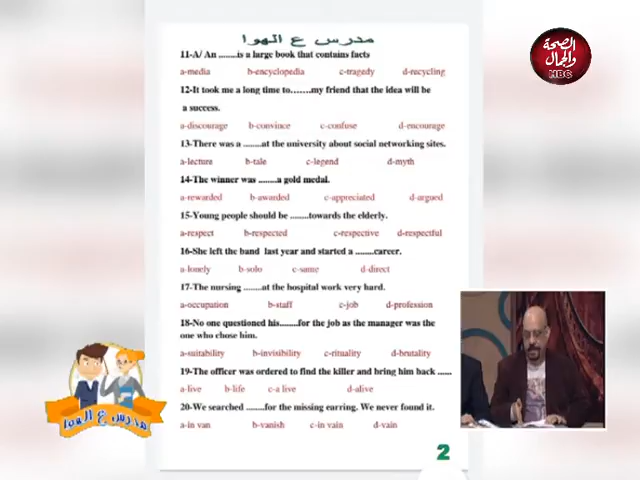 مدرس ع الهوا
11-A/ An ........is a large book that contains facts
a-media b-encyclopedia c-tragedy d-recycling
12-It took me a long time to…….my friend that the idea will be
a success.
a-discourage b-convince c-confuse d-encourage
13-There was a ........at the university about social networking sites.
a-lecture b-tale c-legend d-myth
14-The winner was ........a gold medal.
a-rewarded b-awarded c-appreciated d-argued
15-Young people should be ........towards the elderly.
a-respect b-respected c-respective d-respectful
16-She left the band last year and started a ........career.
a-lonely b-solo c-same d-direct
17-The nursing ........at the hospital work very hard.
a-occupation b-staff c-job d-profession
18-No one questioned his........for the job as the manager was the
one who chose him.
a-suitability b-invisibility c-rituality d-brutality
19-The officer was ordered to find the killer and bring him back ......
a-live b-life c-a live d-alive
20-We searched ........for the missing earring. We never found it.
a-in van b-vanish c-in vain d-vain
2
الصحة
والجمال
HBC
مدرس ع الهوا